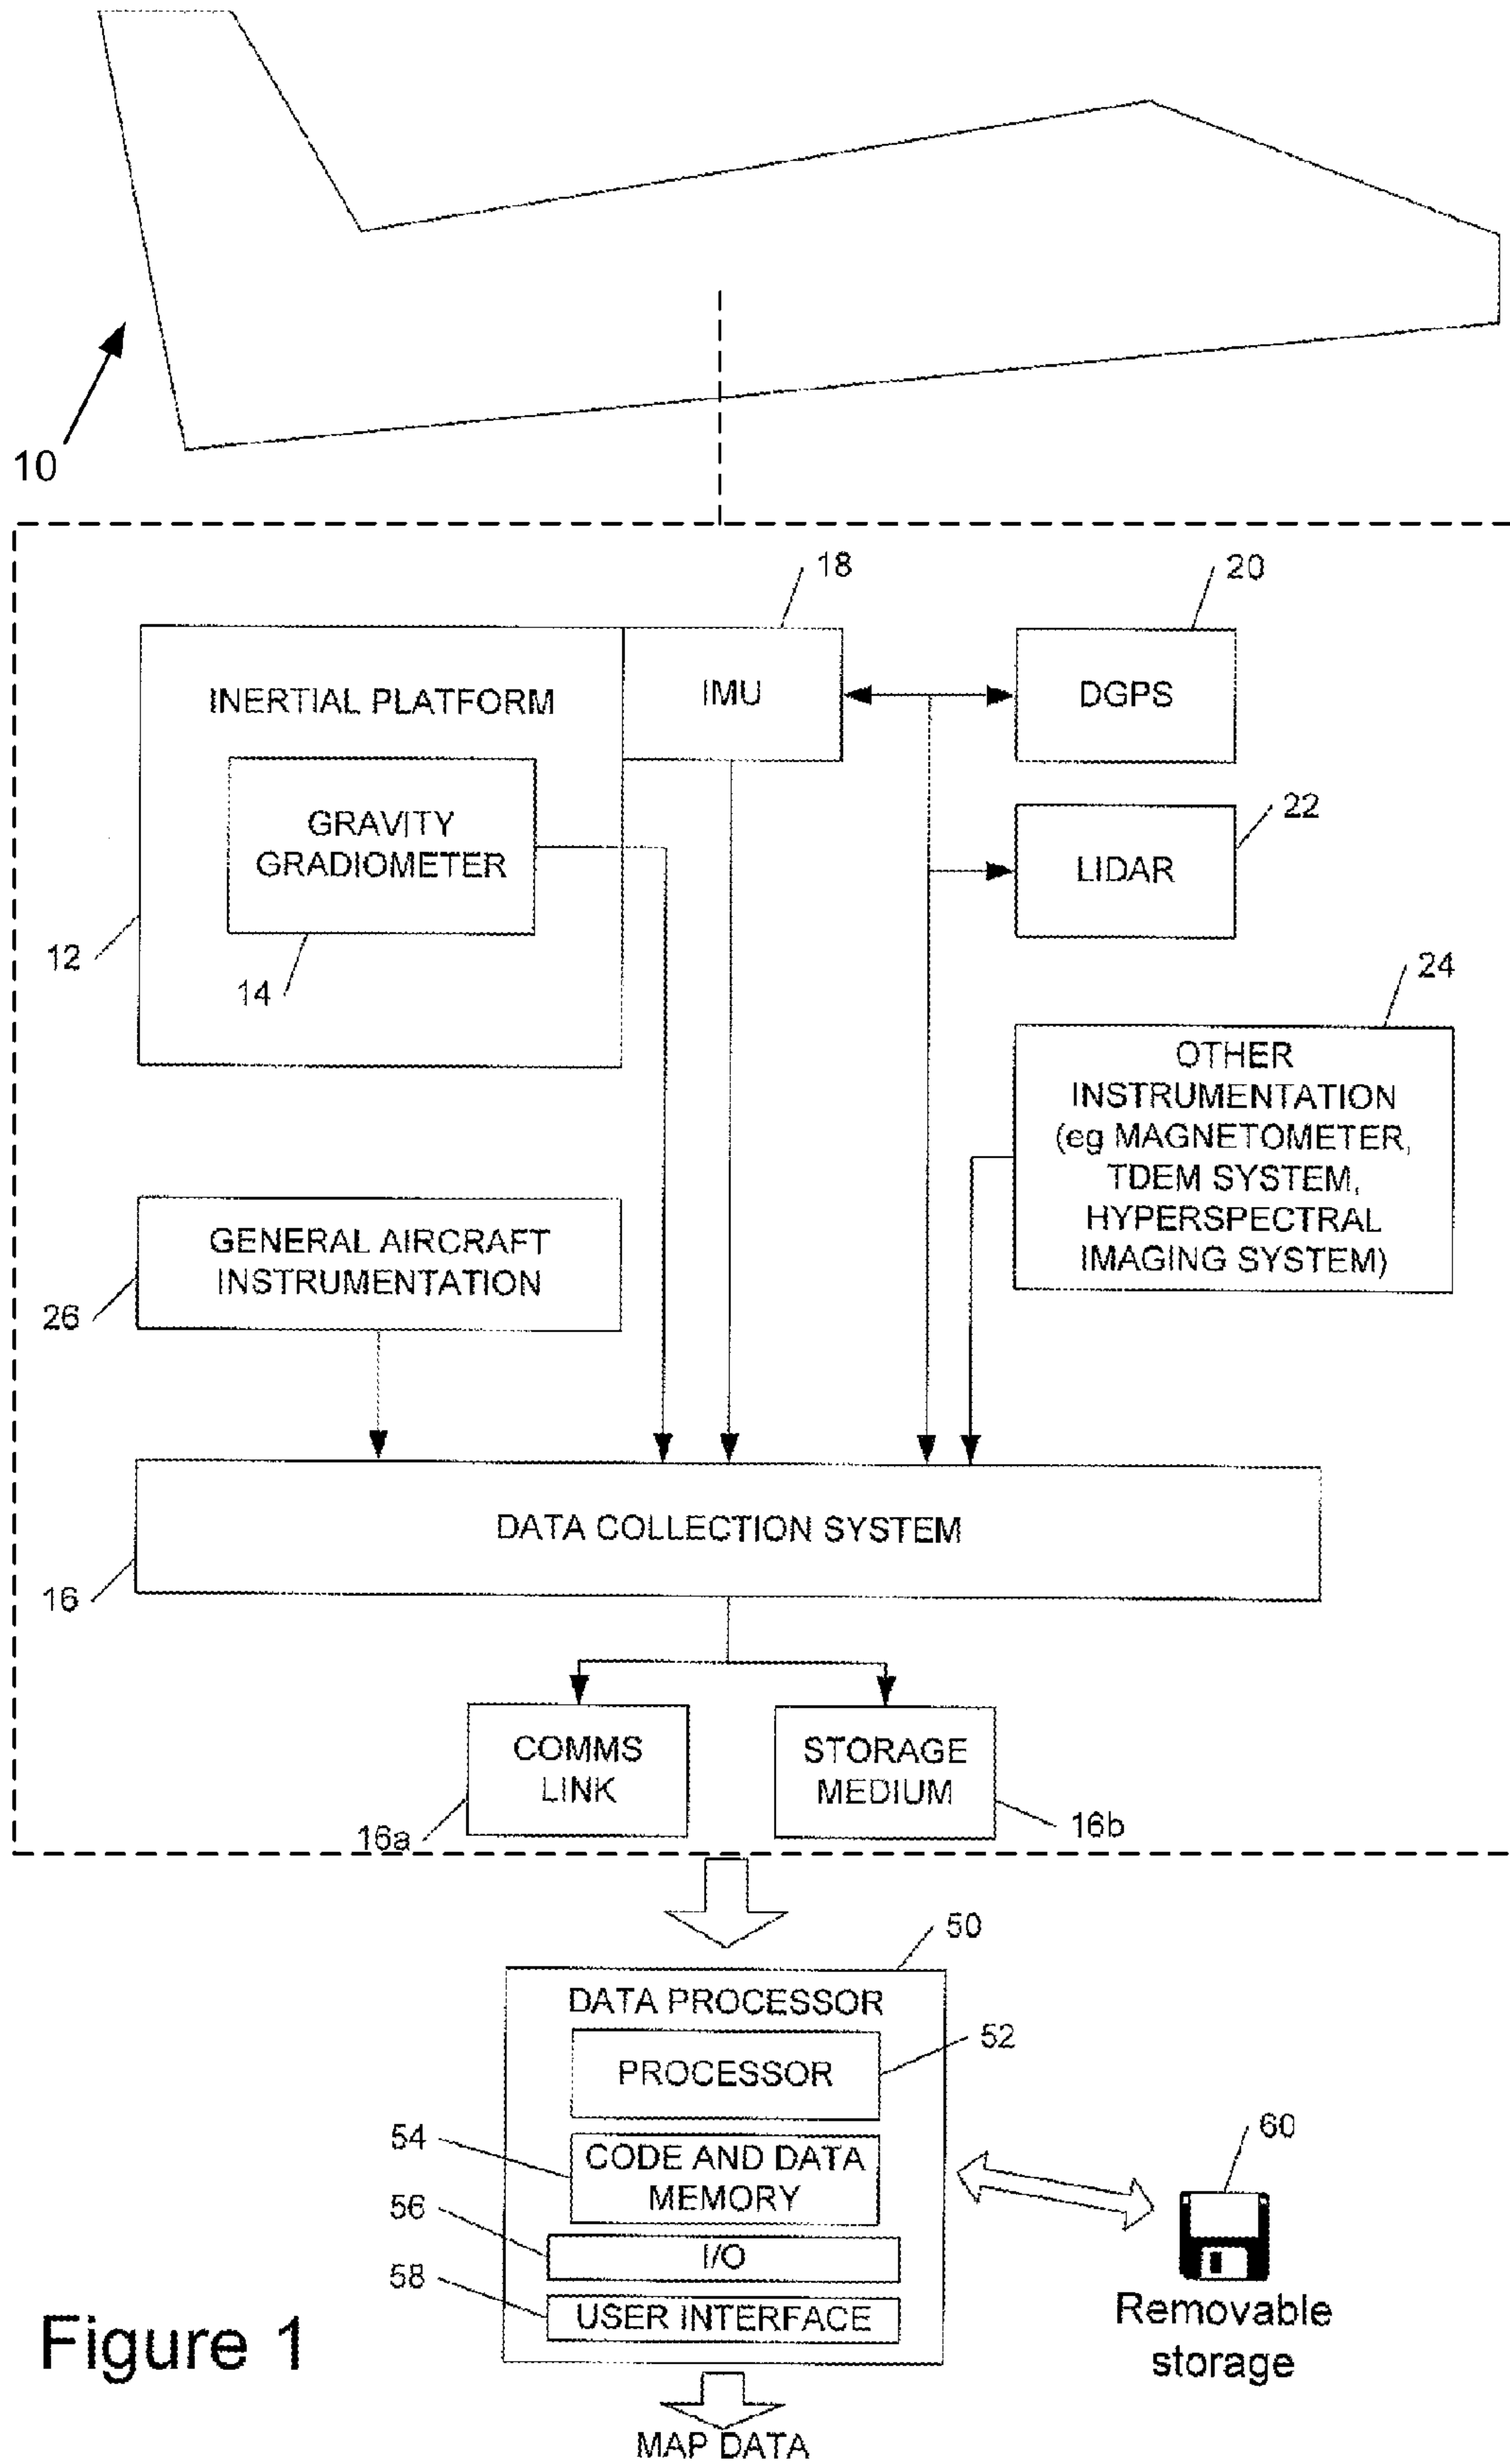 10
18
20
INERTIAL PLATFORM
IMU
DGPS
GRAVITY
GRADIOMETER
22
LIDAR
12
14
24
OTHER
INSTRUMENTATION
(eg MAGNETOMETER,
TDEM SYSTEM,
HYPERSPECTRAL
IMAGING SYSTEM)
GENERAL AIRCRAFT
INSTRUMENTATION
26
DATA COLLECTION SYSTEM
16
COMMS
LINK
STORAGE
MEDIUM
16a
16b
50
DATA PROCESSOR
52
PROCESSOR
54
CODE AND DATA
MEMORY
60
56
I/O
58
USER INTERFACE
Removable
storage
Figure 1
MAP DATA